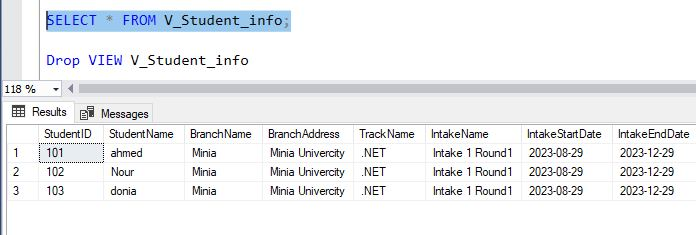 SELECT * FROM V_Student_info;
Drop VIEW V_Student_info
118 %
Results Messages
StudentID StudentName BranchName BranchAddress TrackName IntakeName IntakeStartDate IntakeEndDate
1 101 ahmed Minia Minia Univercity .NET Intake 1 Round1 2023-08-29 2023-12-29
2 102 Nour Minia Minia Univercity .NET Intake 1 Round1 2023-08-29 2023-12-29
3 103 donia Minia Minia Univercity .NET Intake 1 Round1 2023-08-29 2023-12-29